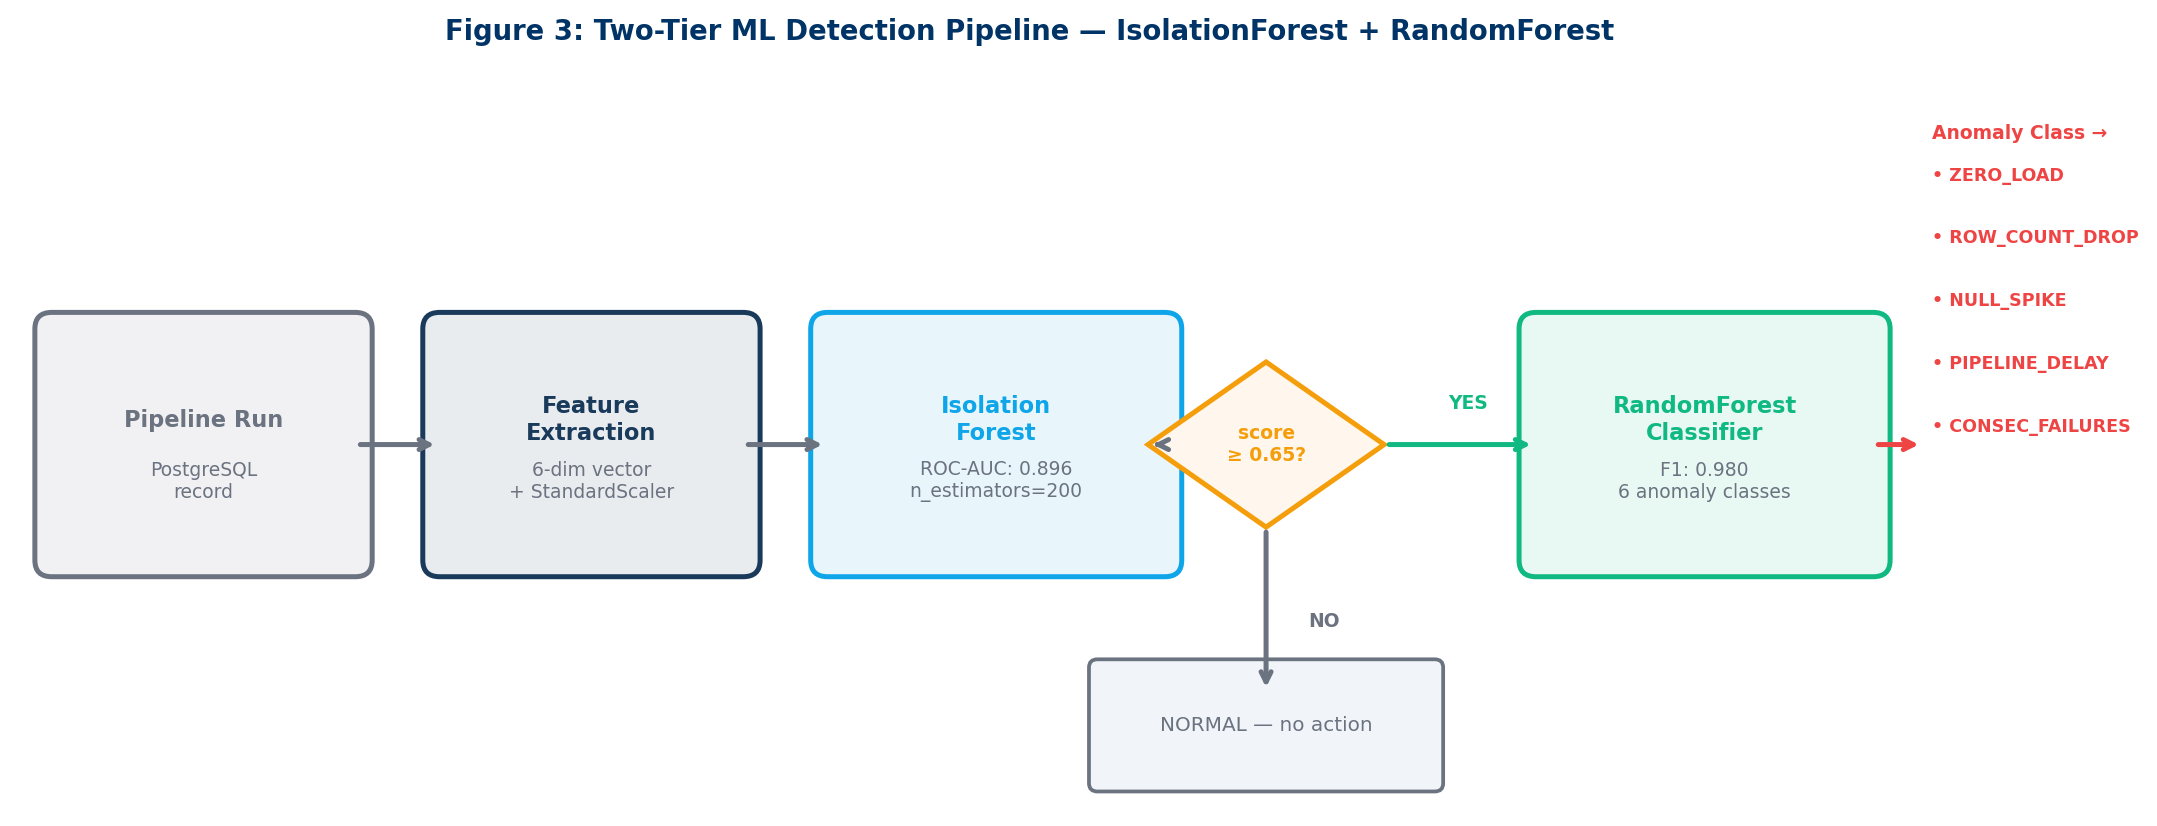 Figure 3: Two-Tier ML Detection Pipeline — IsolationForest + RandomForest
Pipeline Run
PostgreSQL
record
Feature
Extraction
6-dim vector
+ StandardScaler
Isolation
Forest
ROC-AUC: 0.896
n_estimators=200
score
≥ 0.65?
YES
NO
NORMAL — no action
RandomForest
Classifier
F1: 0.980
6 anomaly classes
Anomaly Class →
• ZERO_LOAD
• ROW_COUNT_DROP
• NULL_SPIKE
• PIPELINE_DELAY
• CONSEC_FAILURES